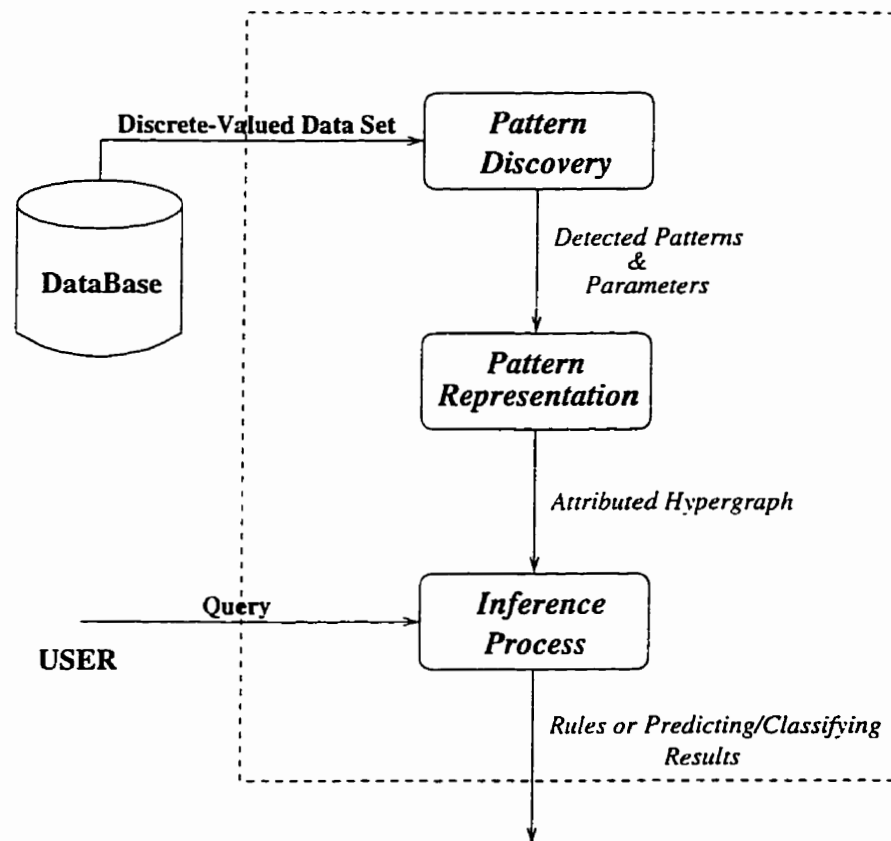 Discrete-Valued Data Set
Pattern
Discovery
DataBase
Detected Patterns
&
Parameters
Pattern
Representation
Attributed Hypergraph
Query
USER
Inference
Process
Rules or Predicting/Classifying
Results